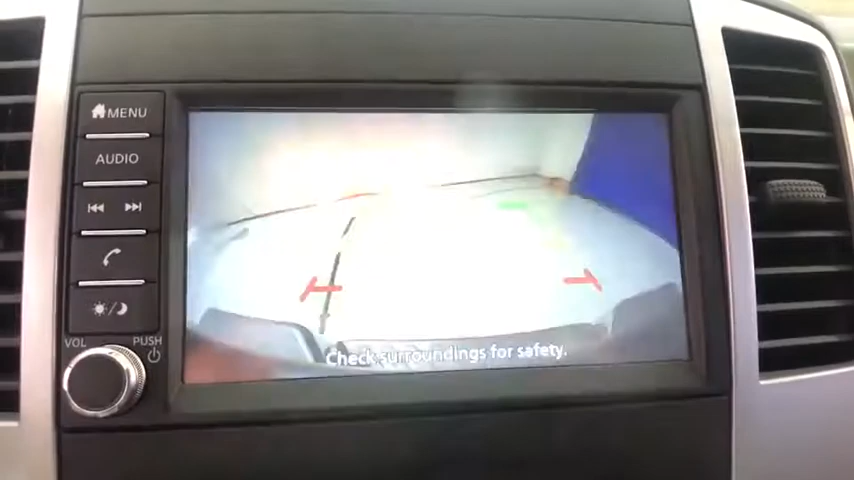 MENU
AUDIO
VOL
PUSH
Check surroundings for safety.